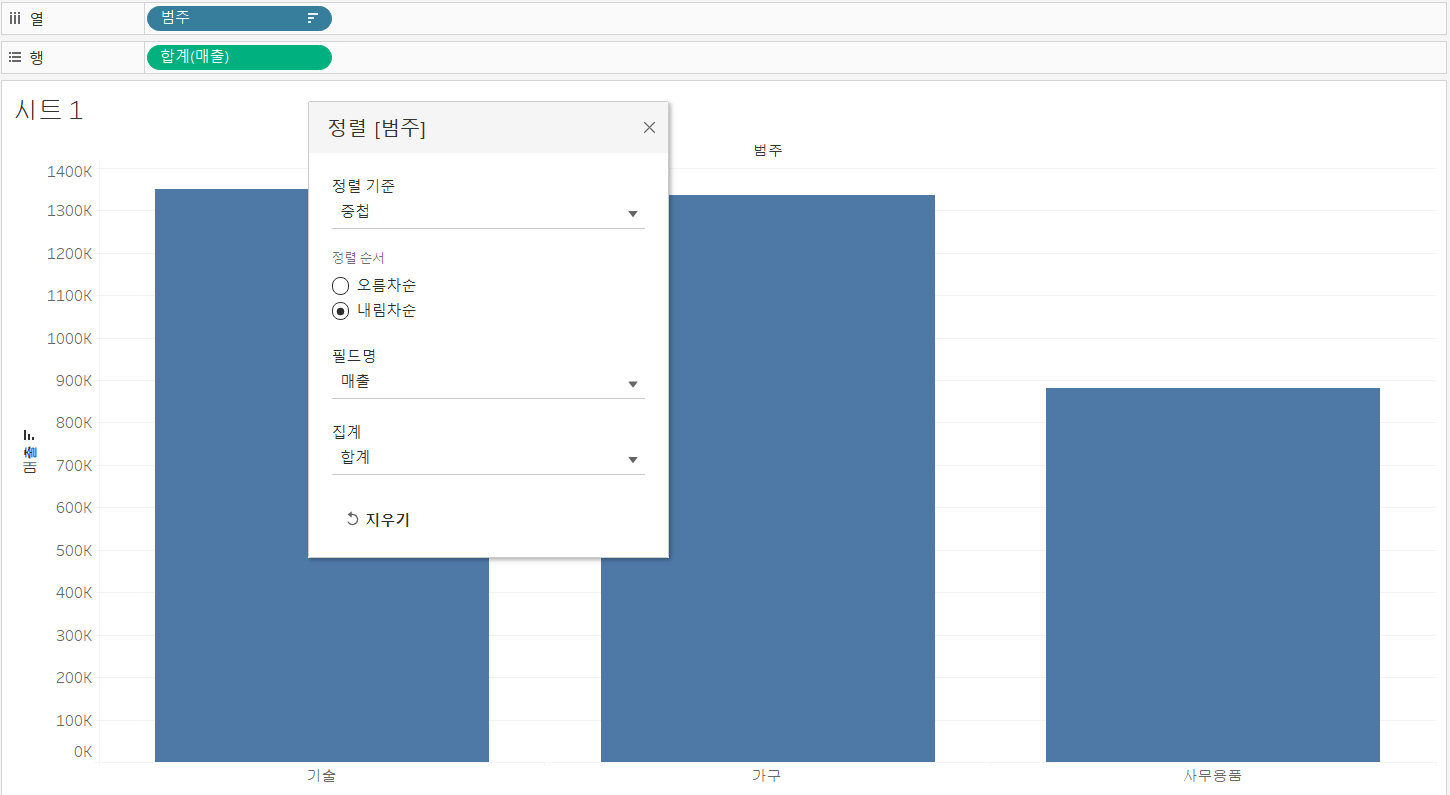 열
범주
행
합계(매출)
시트 1
정렬 [범주]
정렬 기준
중첩
정렬 순서
오름차순
내림차순
필드명
매출
집계
합계
지우기
범주
1400K
1300K
1200K
1100K
1000K
900K
800K
700K
600K
500K
400K
300K
200K
100K
0K
매출
기술
가구
사무용품